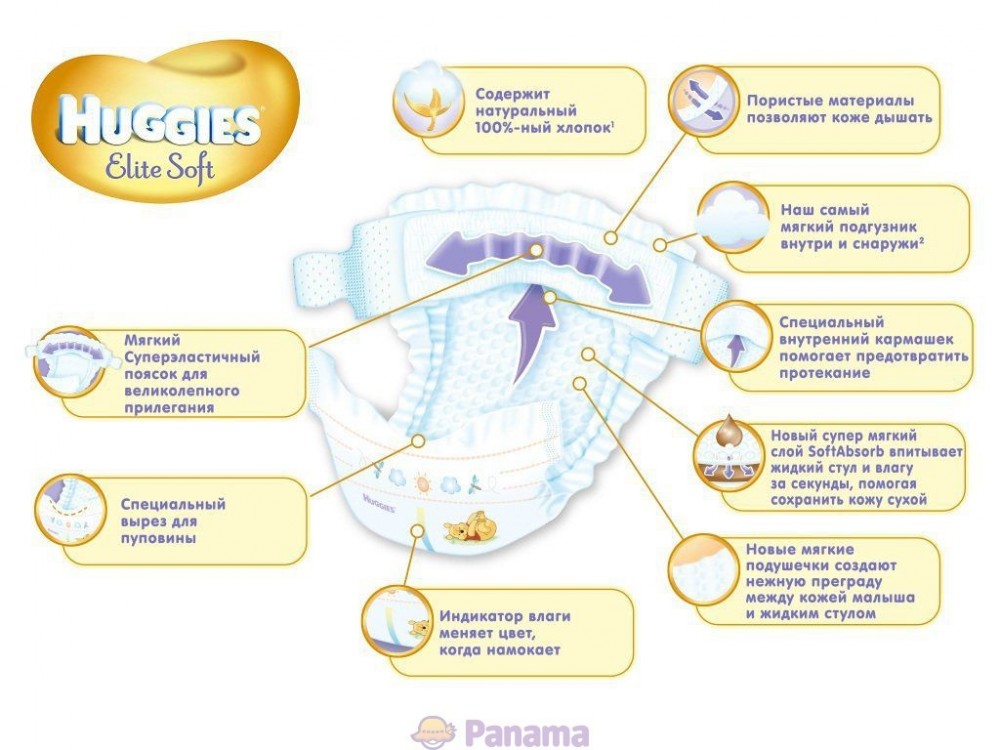 HUGGIES
Elite Soft
Содержит
натуральный
100%-ный хлопок¹
Пористые материалы
позволяют коже дышать
Наш самый
мягкий подгузник
внутри и снаружи²
Мягкий
Суперэластичный
поясок для
великолепного
прилегания
Специальный
внутренний кармашек
помогает предотвратить
протекание
Новый супер мягкий
слой SoftAbsorb впитывает
жидкий стул и влагу
за секунды, помогая
сохранить кожу сухой
Специальный
вырез для
пуповины
HUGGIES
Новые мягкие
подушечки создают
нежную преграду
между кожей малыша
и жидким стулом
Индикатор влаги
меняет цвет,
когда намокает
Panama